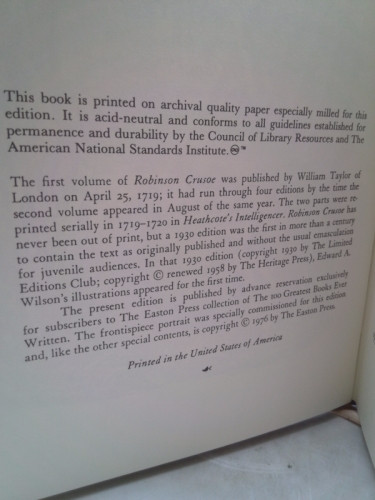 This book is printed on archival quality paper especially milled for this
edition. It is acid-neutral and conforms to all guidelines established for
permanence and durability by the Council of Library Resources and The
American National Standards Institute.♾™
The first volume of Robinson Crusoe was published by William Taylor of
London on April 25, 1719; it had run through four editions by the time the
second volume appeared in August of the same year. The two parts were re-
printed serially in 1719–1720 in Heathcote's Intelligencer. Robinson Crusoe has
never been out of print, but a 1930 edition was the first in more than a century
to contain the text as originally published and without the usual emasculations
for juvenile audiences. In that 1930 edition (copyright 1930 by The Limited
Editions Club; copyright © renewed 1958 by The Heritage Press), Edward A.
Wilson's illustrations appeared for the first time.
The present edition is published by advance reservation exclusively
for subscribers to The Easton Press collection of The 100 Greatest Books Ever
Written. The frontispiece portrait was specially commissioned for this edition
and, like the other special contents, is copyright © 1976 by The Easton Press.
Printed in the United States of America